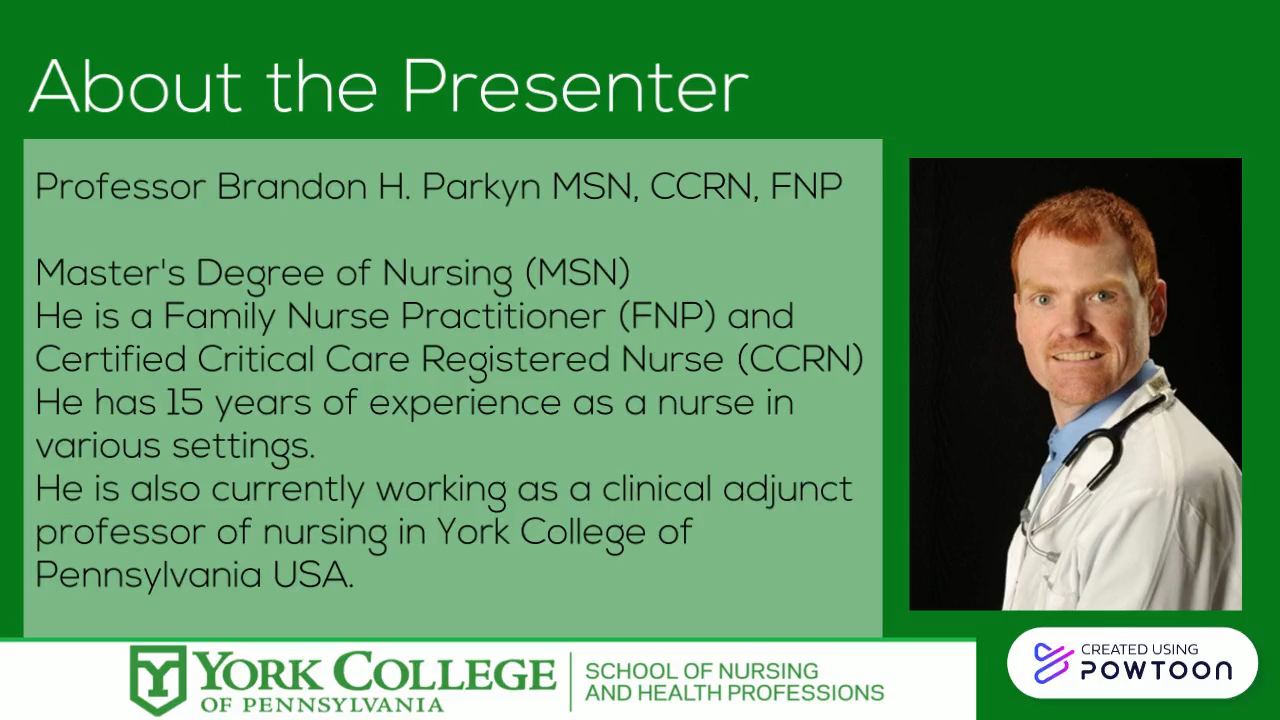 About the Presenter
Professor Brandon H. Parkyn MSN, CCRN, FNP
Master's Degree of Nursing (MSN)
He is a Family Nurse Practitioner (FNP) and
Certified Critical Care Registered Nurse (CCRN)
He has 15 years of experience as a nurse in
various settings.
He is also currently working as a clinical adjunct
professor of nursing in York College of
Pennsylvania USA.
YORK COLLEGE
OF PENNSYLVANIA
SCHOOL OF NURSING
AND HEALTH PROFESSIONS
CREATED USING
POWTOON